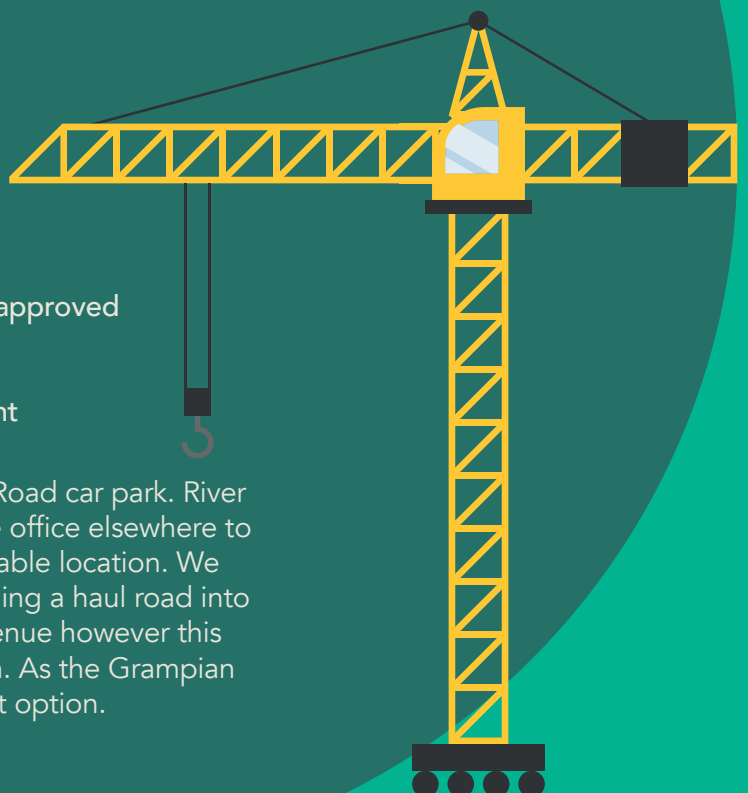 approved
nt
Road car park. River
office elsewhere to
able location. We
ing a haul road into
enue however this
. As the Grampian
t option.